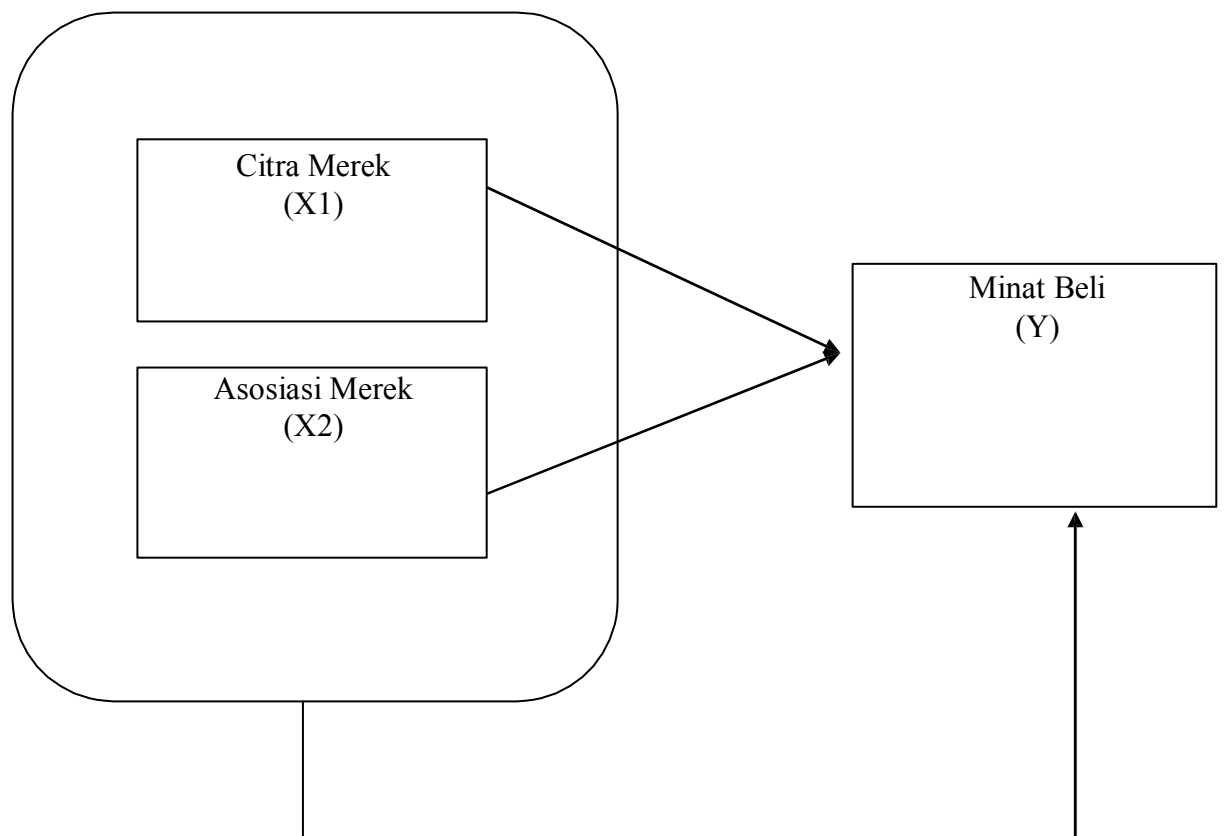 Citra Merek
(X1)
Asosiasi Merek
(X2)
Minat Beli
(Y)